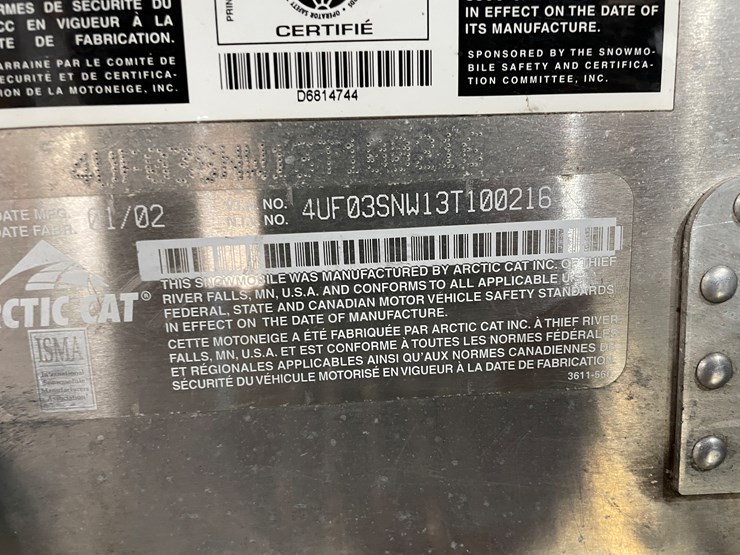 RMES DE SÉCURITÉ DU
CC EN VIGUEUR À LA
TE DE FABRICATION.
ARRAINE PAR LE COMITÉ DE
ECURITÉ ET DE CERTIFICA-
ON DE LA MOTONEIGE, INC.
CERTIFIÉ
D6814744
IN EFFECT ON THE DATE OF
ITS MANUFACTURE.
SPONSORED BY THE SNOWMO-
BILE SAFETY AND CERTIFICA-
TION COMMITTEE, INC.
4UF03SNW13T100216
DATE MFG. 01/02
DATE FABR.
V.I.N. NO. 4UF03SNW13T100216
N.I.V. NO.
THIS SNOWMOBILE WAS MANUFACTURED BY ARCTIC CAT INC. OF THIEF
RIVER FALLS, MN, U.S.A. AND CONFORMS TO ALL APPLICABLE U.S.
FEDERAL, STATE AND CANADIAN MOTOR VEHICLE SAFETY STANDARDS
IN EFFECT ON THE DATE OF MANUFACTURE.
CETTE MOTONEIGE A ÉTÉ FABRIQUÉE PAR ARCTIC CAT INC. À THIEF RIVER
FALLS, MN, U.S.A. ET EST CONFORME À TOUTES LES NORMES FÉDÉRALES
ET RÉGIONALES APPLICABLES AINSI QU'AUX NORMES CANADIENNES DE
SÉCURITÉ DU VÉHICULE MOTORISÉ EN VIGUEUR À LA DATE DE FABRICATION.
RCTIC CAT®
ISMA